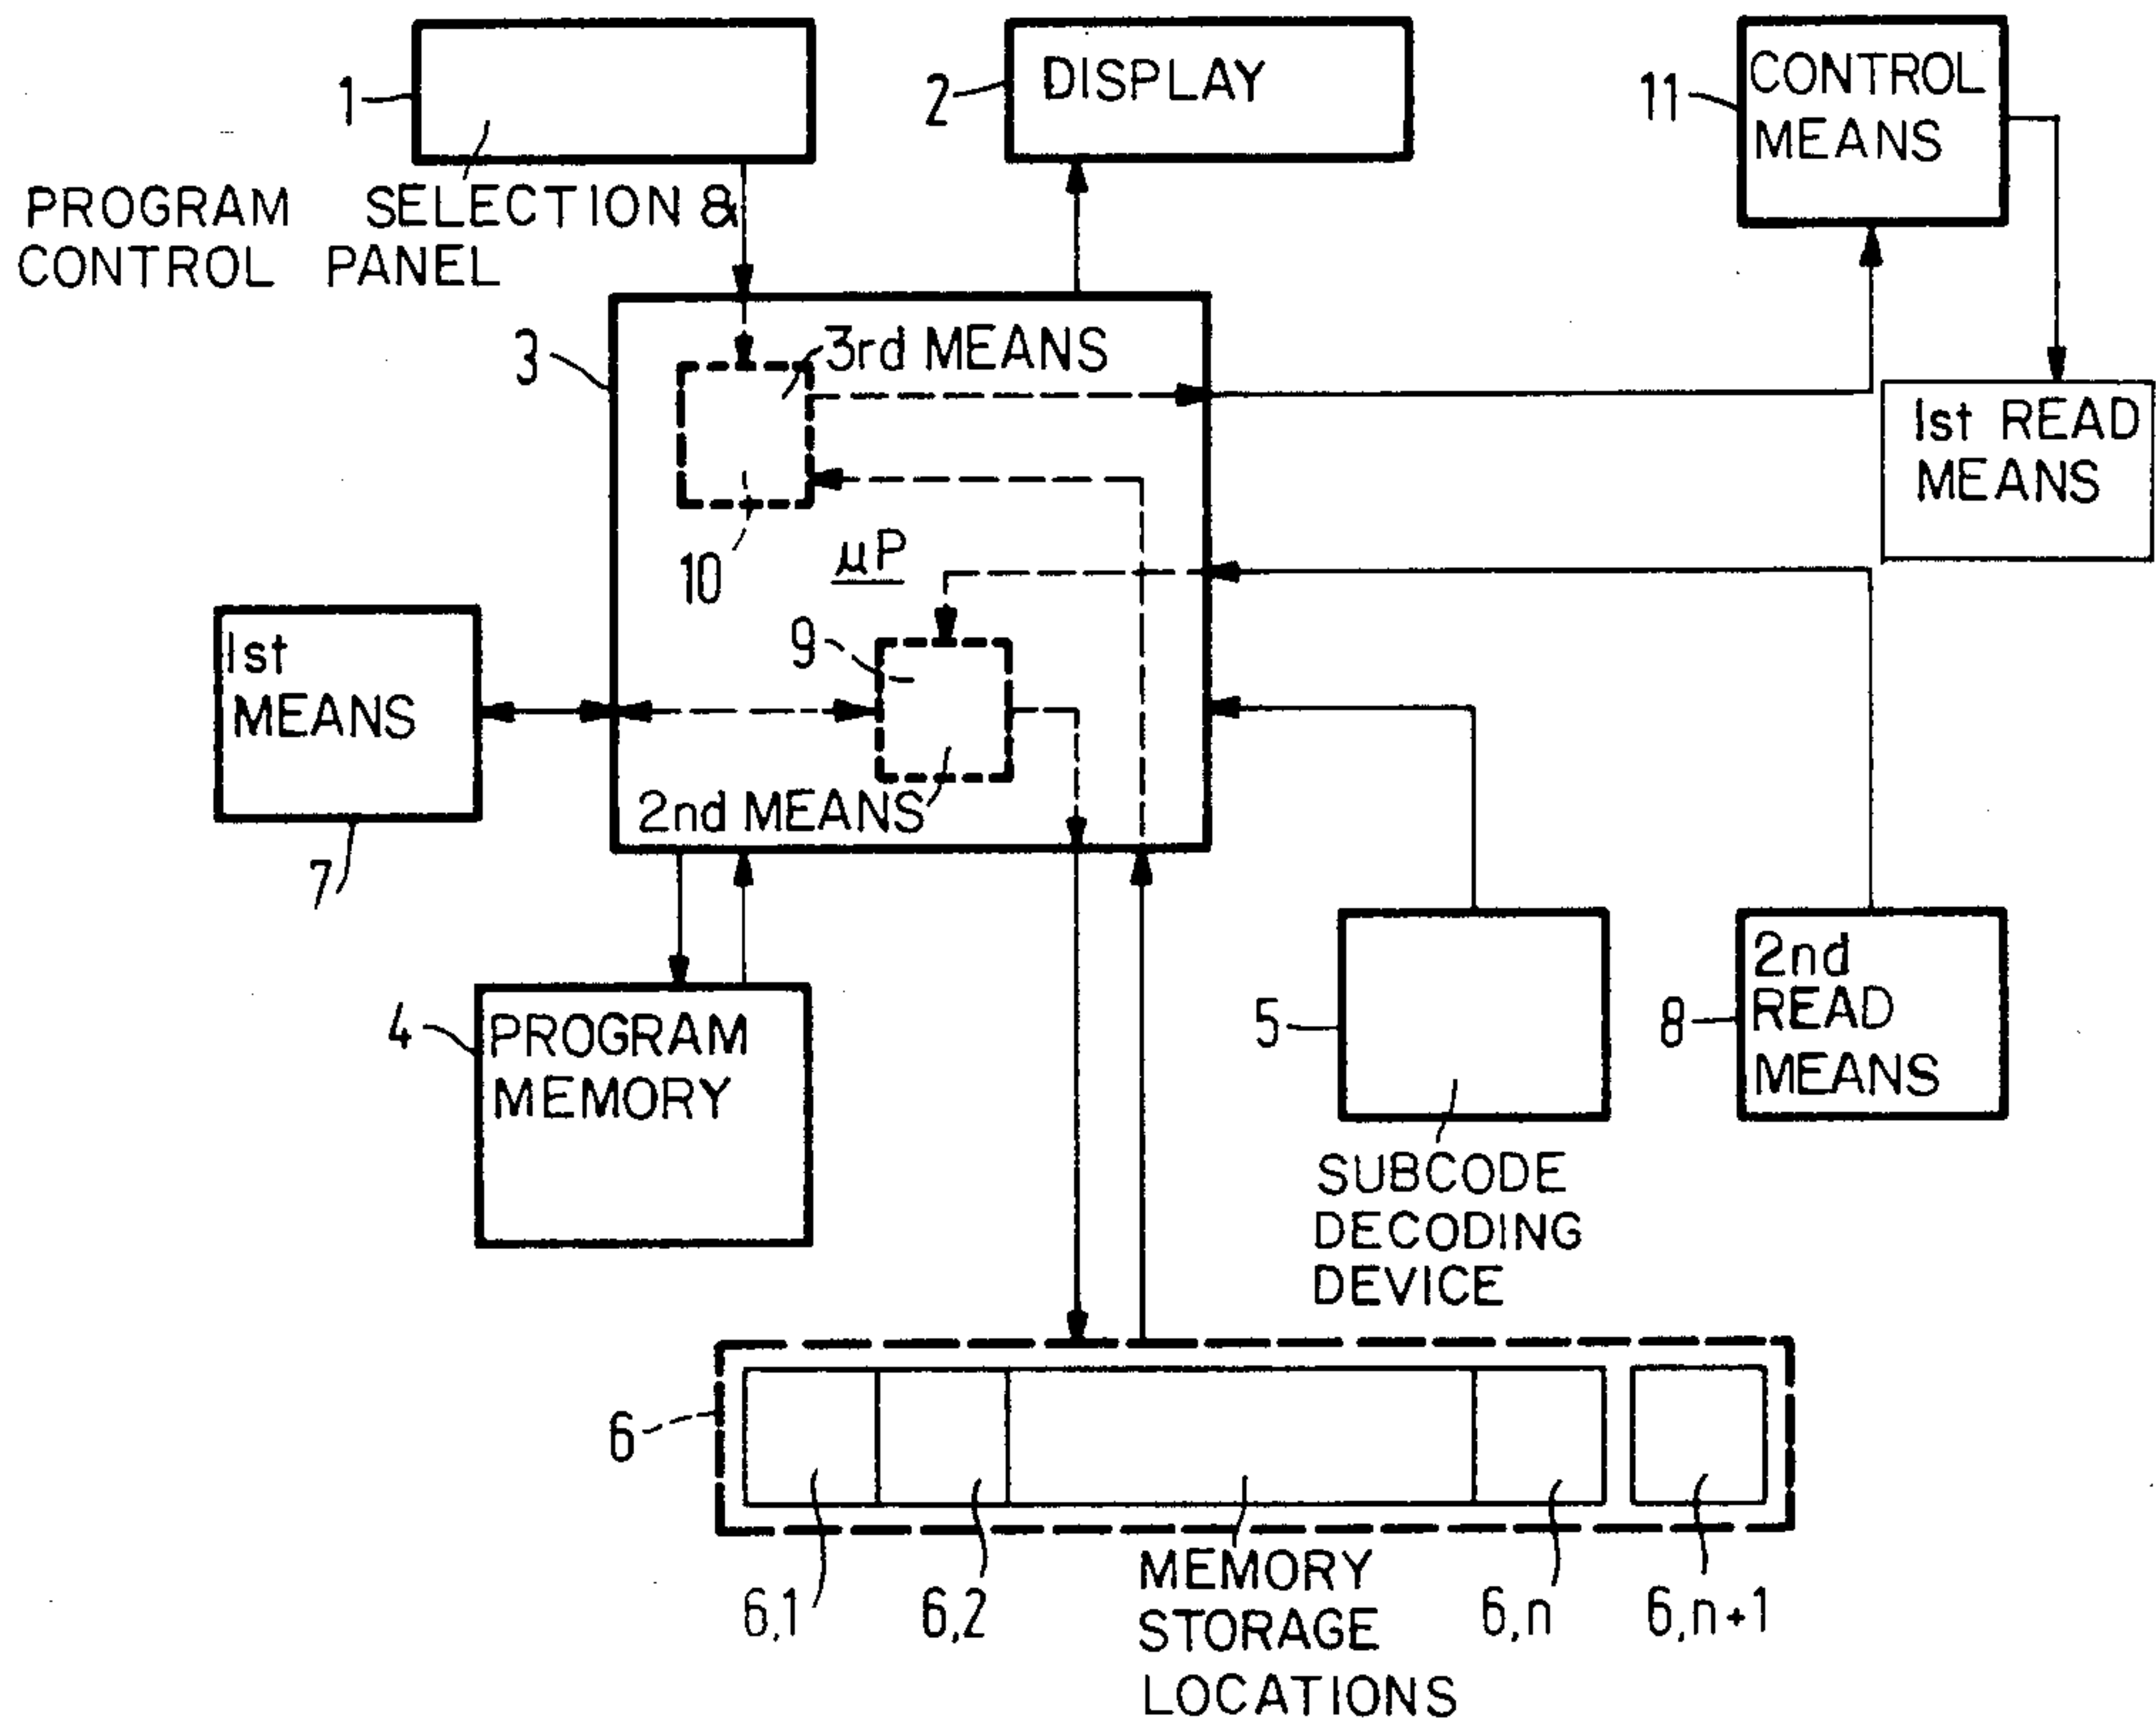 1
2
DISPLAY
11
CONTROL
MEANS
PROGRAM SELECTION &
CONTROL PANEL
3
3rd MEANS
1st READ
MEANS
10
µP
9
1st
MEANS
2nd MEANS
7
4
PROGRAM
MEMORY
5
8
2nd
READ
MEANS
SUBCODE
DECODING
DEVICE
6
6,1
6,2
MEMORY
STORAGE
LOCATIONS
6,n
6,n+1